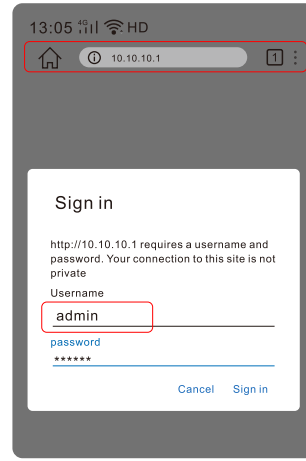 13:05 4G HD
10.10.10.1 1
Sign in
http://10.10.10.1 requires a username and
password. Your connection to this site is not
private
Username
admin
password
******
Cancel Sign in